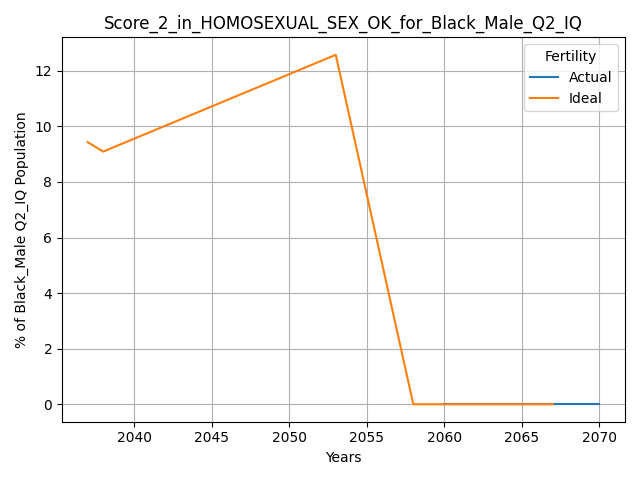 Score_2_in_HOMOSEXUAL_SEX_OK_for_Black_Male_Q2_IQ
Fertility
Actual
Ideal
% of Black_Male Q2_IQ Population
12
10
8
6
4
2
0
2040 2045 2050 2055 2060 2065 2070
Years